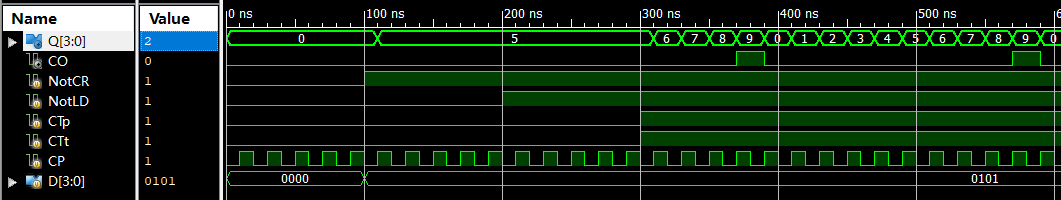 Name Value 0 ns 100 ns 200 ns 300 ns 400 ns 500 ns 6
Q[3:0] 2 0 5 6 7 8 9 0 1 2 3 4 5 6 7 8 9 0
CO 0
NotCR 1
NotLD 1
CTp 1
CTt 1
CP 1
D[3:0] 0101 0000 0101